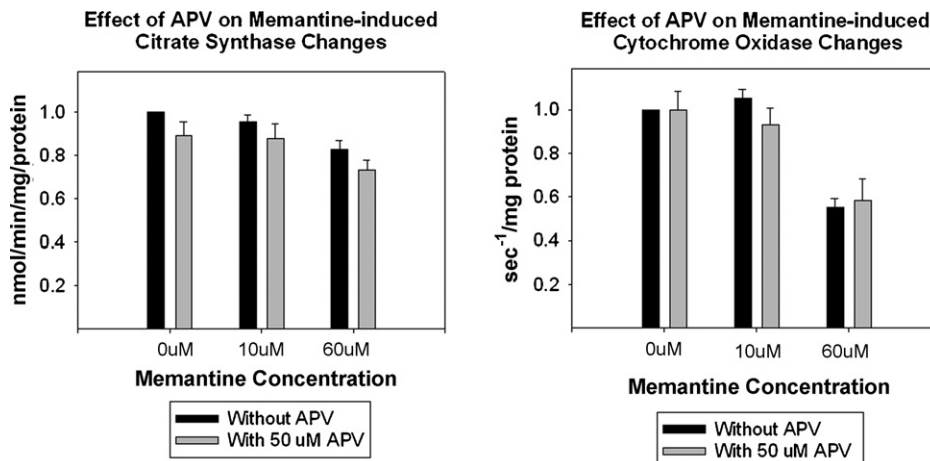 Effect of APV on Memantine-induced
Citrate Synthase Changes
nmol/min/mg/protein
1.0
0.8
0.6
0.4
0.2
0uM
10uM
60uM
Memantine Concentration
Without APV
With 50 uM APV
Effect of APV on Memantine-induced
Cytochrome Oxidase Changes
sec⁻¹/mg protein
1.0
0.8
0.6
0.4
0.2
0uM
10uM
60uM
Memantine Concentration
Without APV
With 50 uM APV